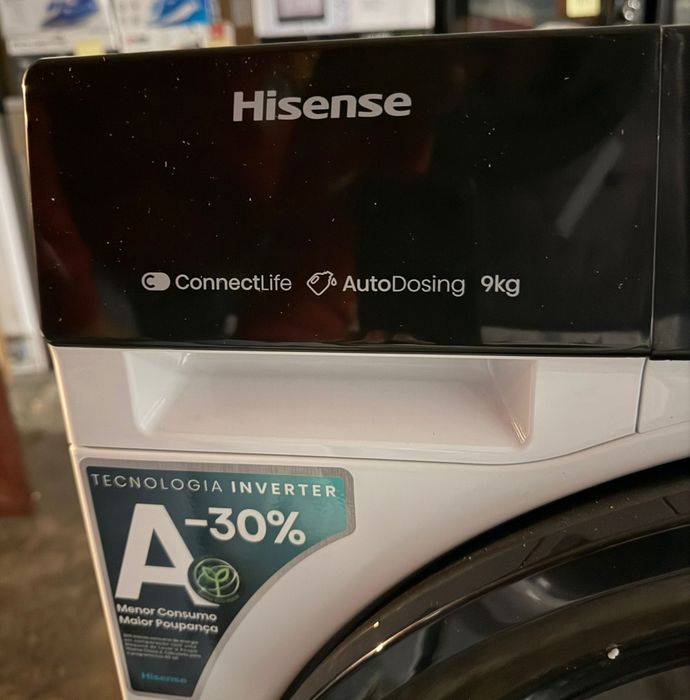 Hisense
ConnectLife AutoDosing 9kg
TECNOLOGIA INVERTER
A-30%
Menor Consumo
Maior Poupança
Hisense